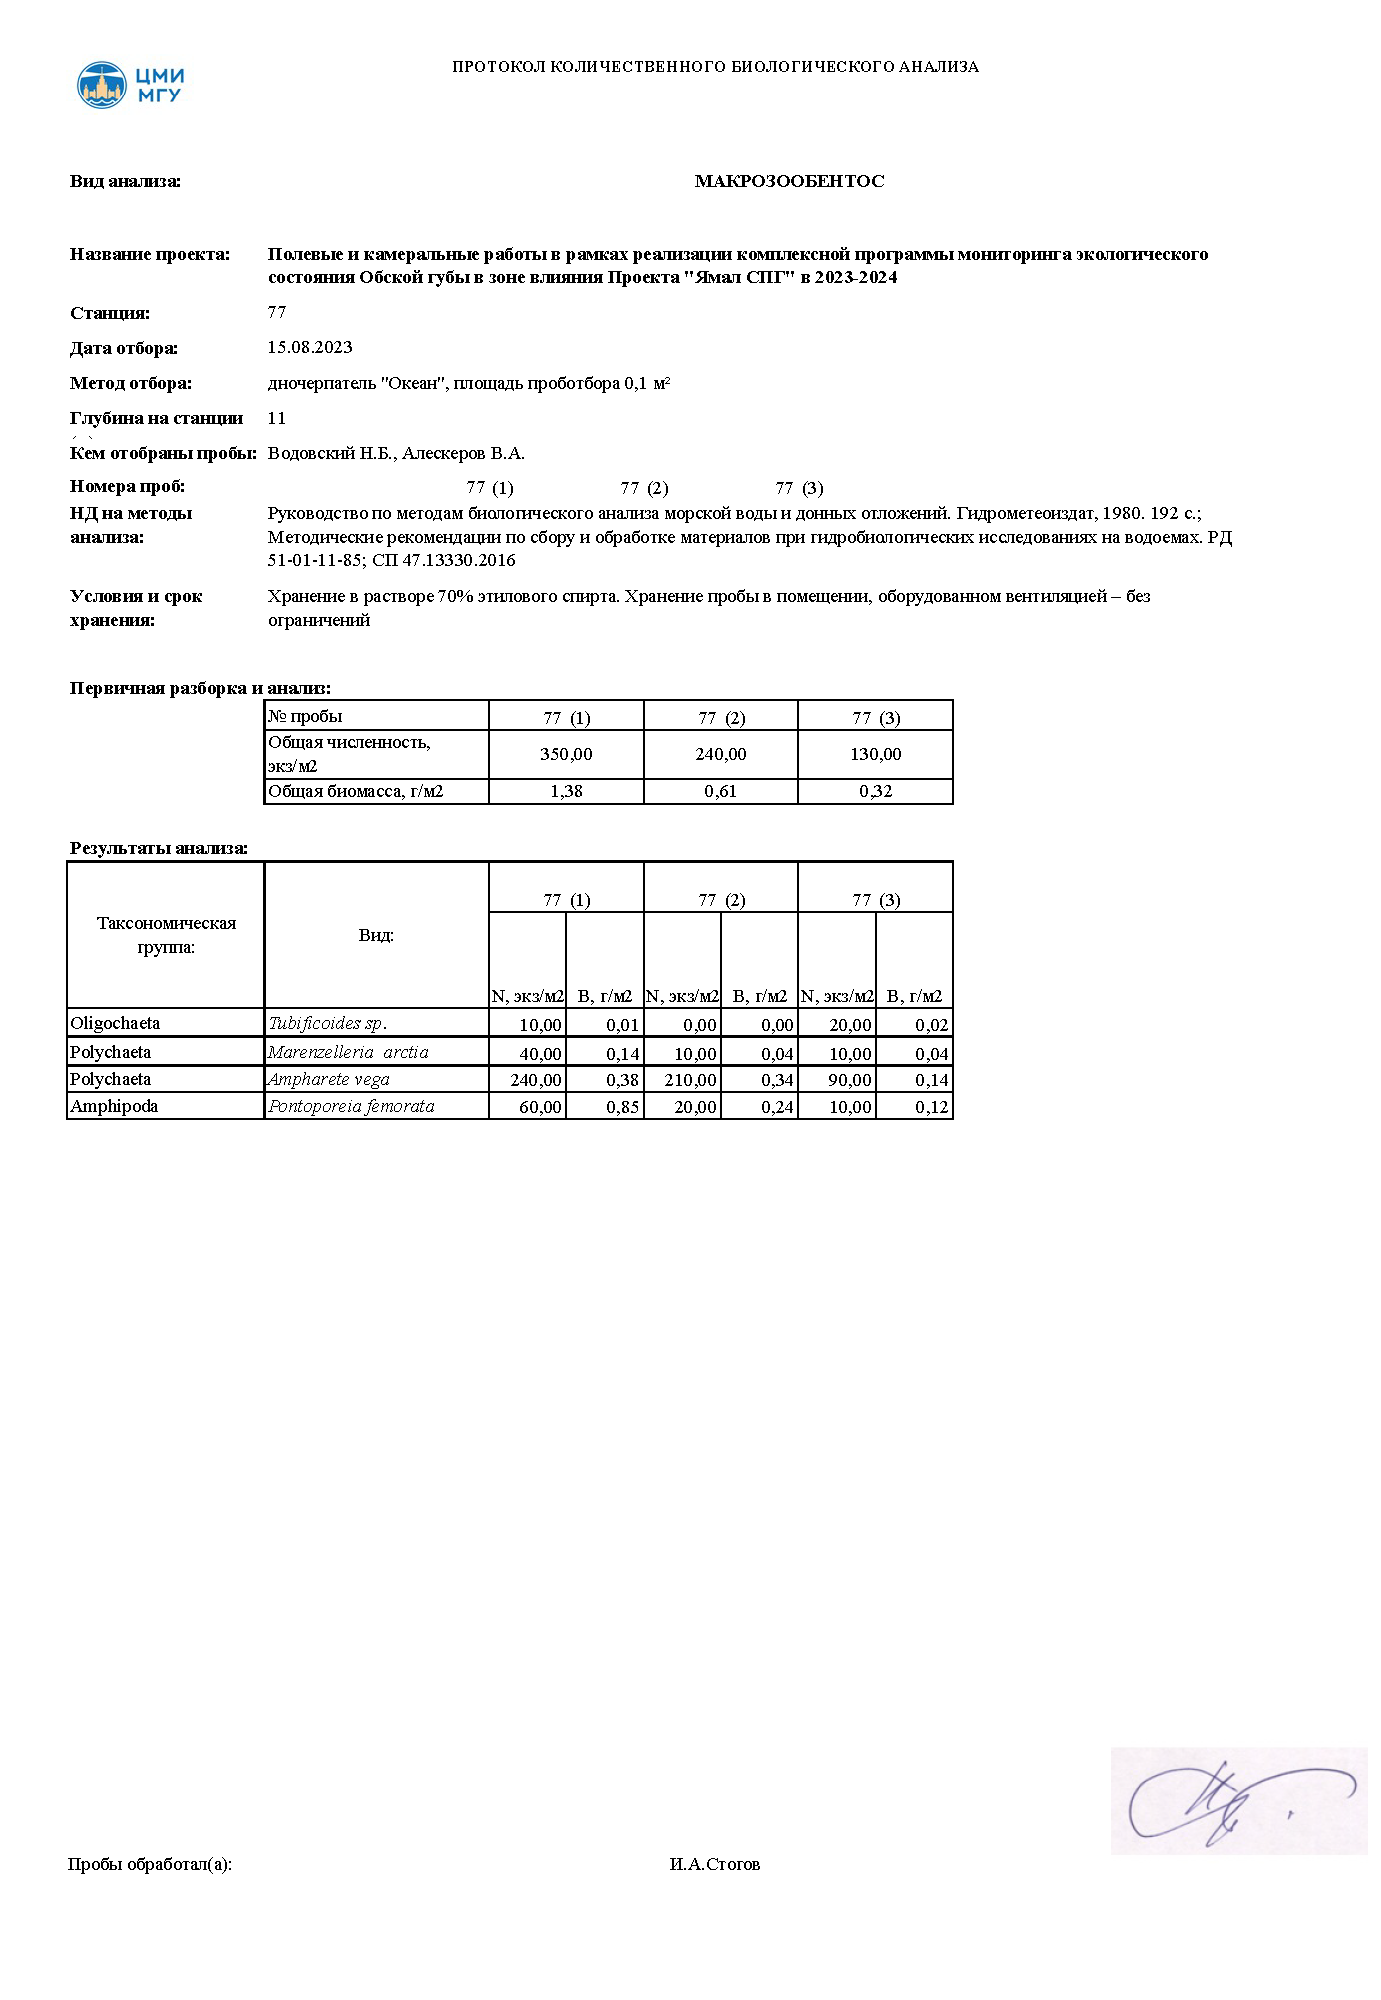 ЦМИ
МГУ
ПРОТОКОЛ КОЛИЧЕСТВЕННОГО БИОЛОГИЧЕСКОГО АНАЛИЗА
Вид анализа: МАКРОЗООБЕНТОС
Название проекта: Полевые и камеральные работы в рамках реализации комплексной программы мониторинга экологического
состояния Обской губы в зоне влияния Проекта "Ямал СПГ" в 2023-2024
Станция: 77
Дата отбора: 15.08.2023
Метод отбора: дночерпатель "Океан", площадь проботбора 0,1 м²
Глубина на станции 11
Кем отобраны пробы: Водовский Н.Б., Алескеров В.А.
Номера проб: 77 (1) 77 (2) 77 (3)
НД на методы Руководство по методам биологического анализа морской воды и донных отложений. Гидрометеоиздат, 1980. 192 с.;
анализа: Методические рекомендации по сбору и обработке материалов при гидробиологических исследованиях на водоемах. РД
51-01-11-85; СП 47.13330.2016
Условия и срок Хранение в растворе 70% этилового спирта. Хранение пробы в помещении, оборудованном вентиляцией – без
хранения: ограничений
Первичная разборка и анализ:
№ пробы 77 (1) 77 (2) 77 (3)
Общая численность,
экз/м2 350,00 240,00 130,00
Общая биомасса, г/м2 1,38 0,61 0,32
Результаты анализа:
Таксономическая
группа: Вид: 77 (1) 77 (2) 77 (3)
N, экз/м2 B, г/м2 N, экз/м2 B, г/м2 N, экз/м2 B, г/м2
Oligochaeta Tubificoides sp. 10,00 0,01 0,00 0,00 20,00 0,02
Polychaeta Marenzelleria arctia 40,00 0,14 10,00 0,04 10,00 0,04
Polychaeta Ampharete vega 240,00 0,38 210,00 0,34 90,00 0,14
Amphipoda Pontoporeia femorata 60,00 0,85 20,00 0,24 10,00 0,12
Пробы обработал(а): И.А.Стогов